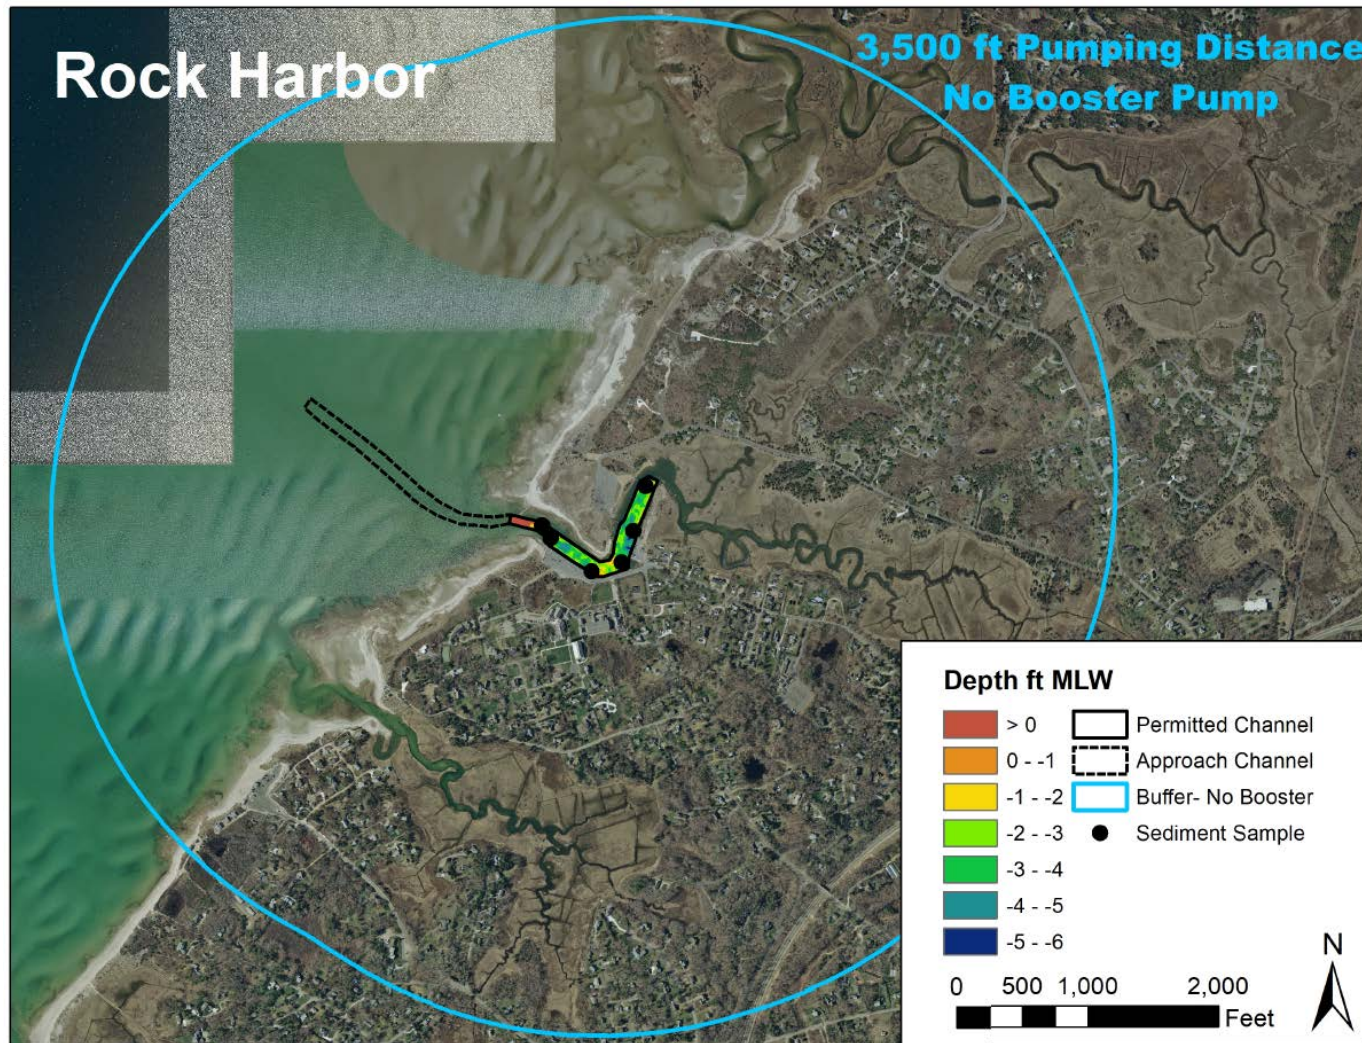 Rock Harbor
3,500 ft Pumping Distance
No Booster Pump
Depth ft MLW
> 0
0 - -1
-1 - -2
-2 - -3
-3 - -4
-4 - -5
-5 - -6
Permitted Channel
Approach Channel
Buffer- No Booster
Sediment Sample
N
0 500 1,000 2,000
Feet